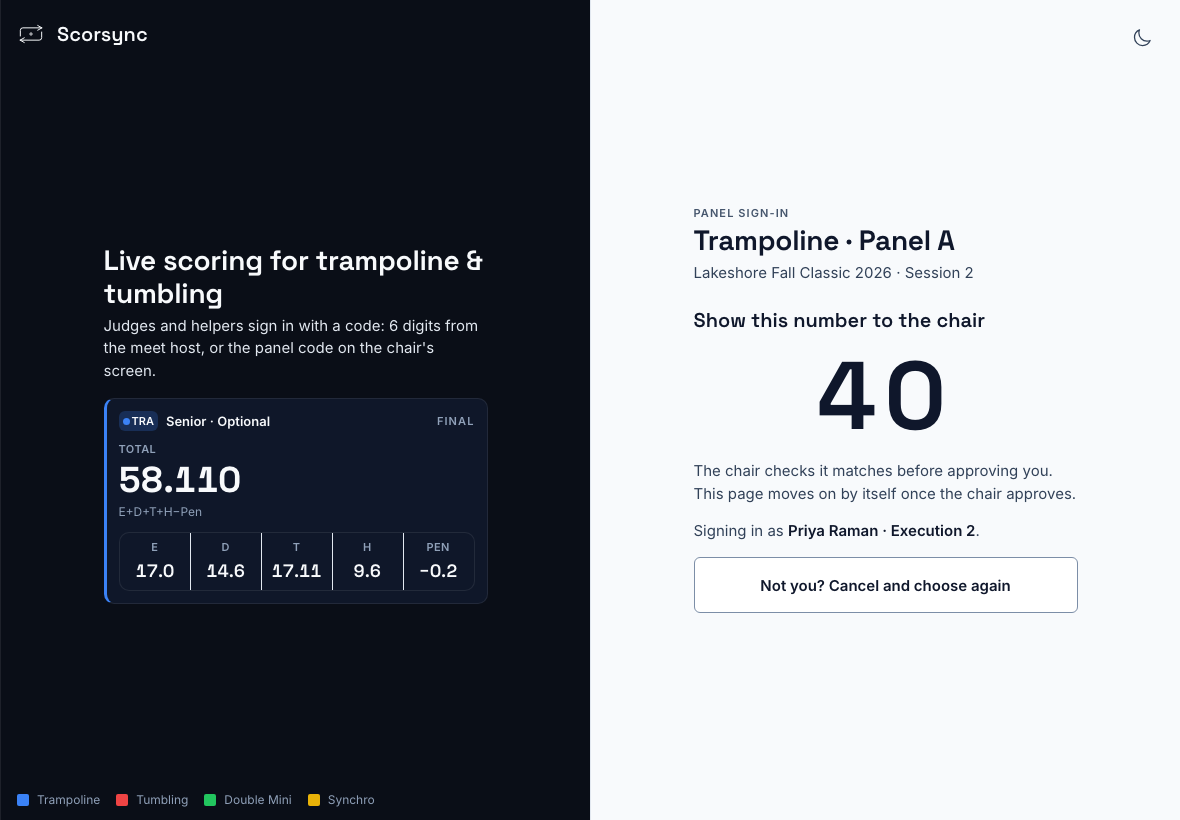 Scorsync
Live scoring for trampoline &
tumbling
Judges and helpers sign in with a code: 6 digits from
the meet host, or the panel code on the chair's
screen.
TRA Senior · Optional FINAL
TOTAL
58.110
E+D+T+H−Pen
E D T H PEN
17.0 14.6 17.11 9.6 −0.2
Trampoline Tumbling Double Mini Synchro
PANEL SIGN-IN
Trampoline · Panel A
Lakeshore Fall Classic 2026 · Session 2
Show this number to the chair
40
The chair checks it matches before approving you.
This page moves on by itself once the chair approves.
Signing in as Priya Raman · Execution 2.
Not you? Cancel and choose again